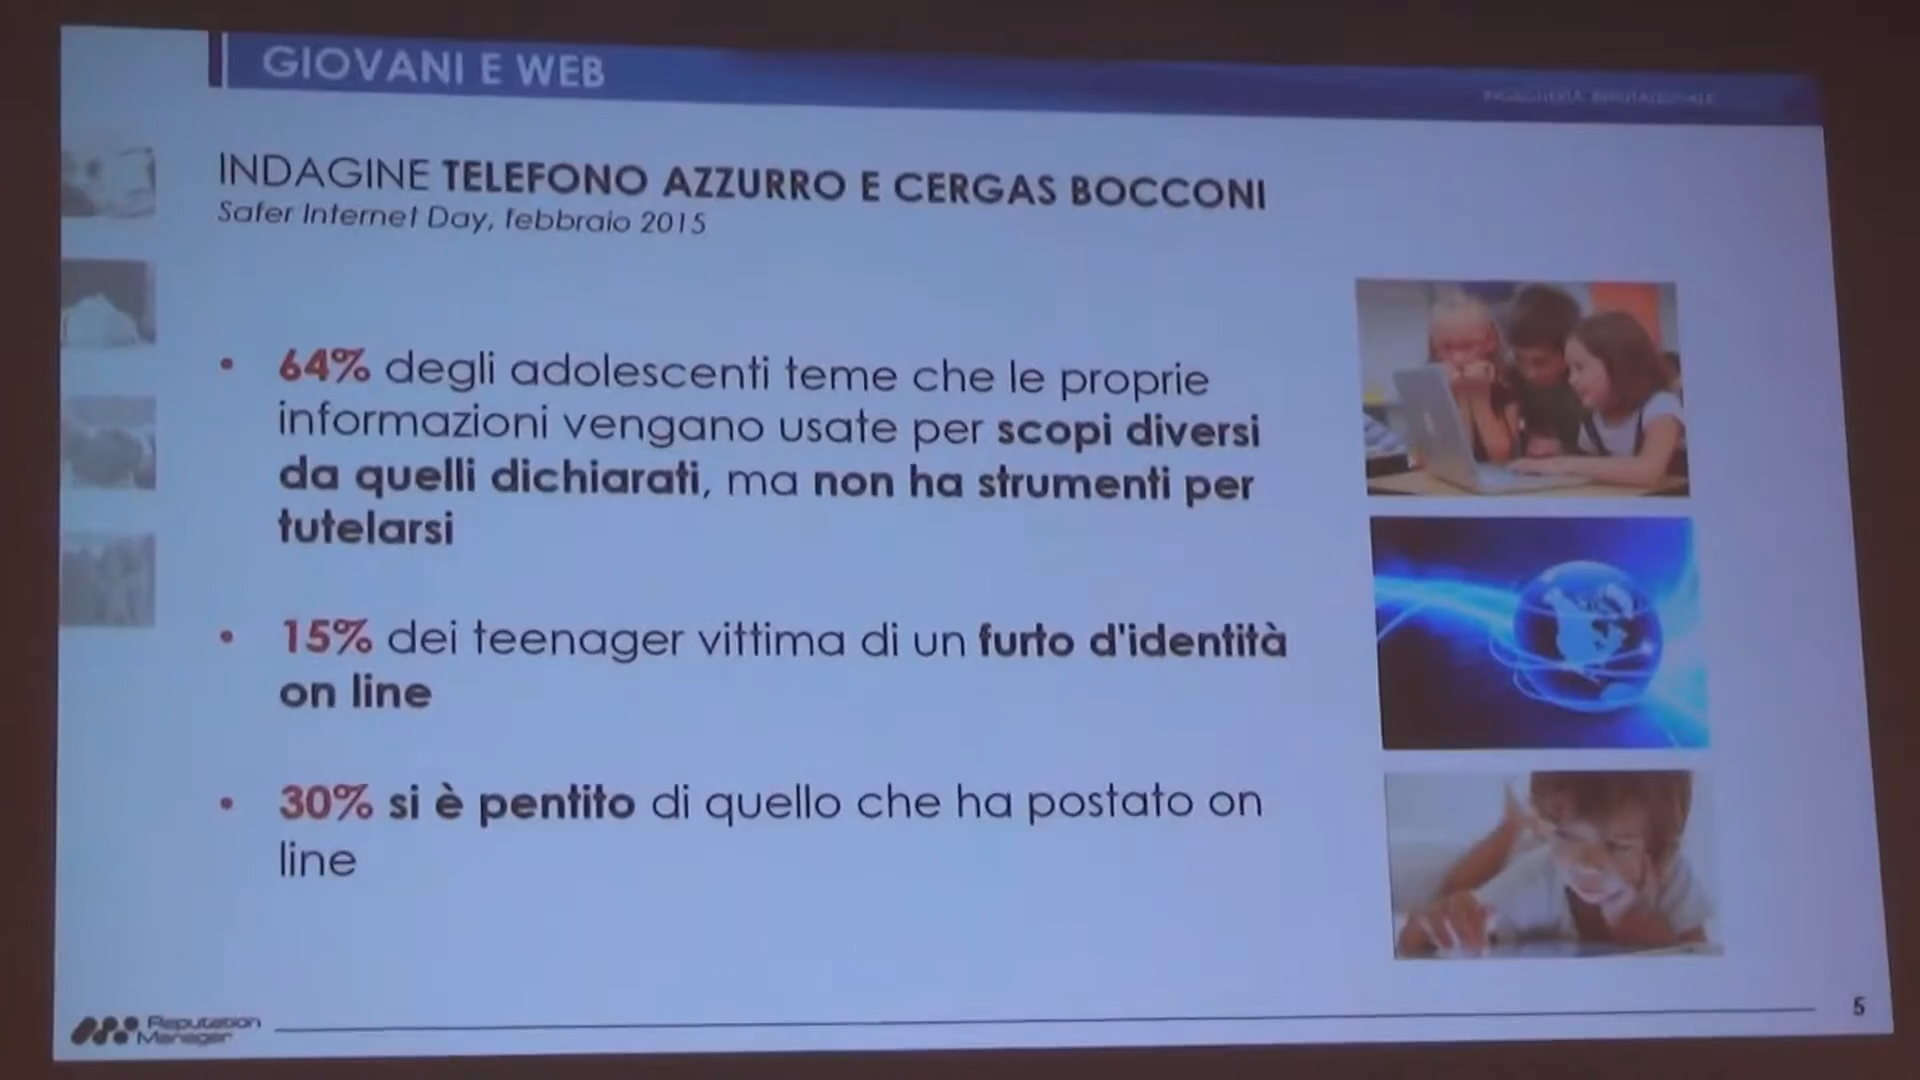 GIOVANI E WEB
INDAGINE TELEFONO AZZURRO E CERGAS BOCCONI
Safer Internet Day, febbraio 2015
• 64% degli adolescenti teme che le proprie
informazioni vengano usate per scopi diversi
da quelli dichiarati, ma non ha strumenti per
tutelarsi
• 15% dei teenager vittima di un furto d'identità
on line
• 30% si è pentito di quello che ha postato on
line
Reputation
Manager
5